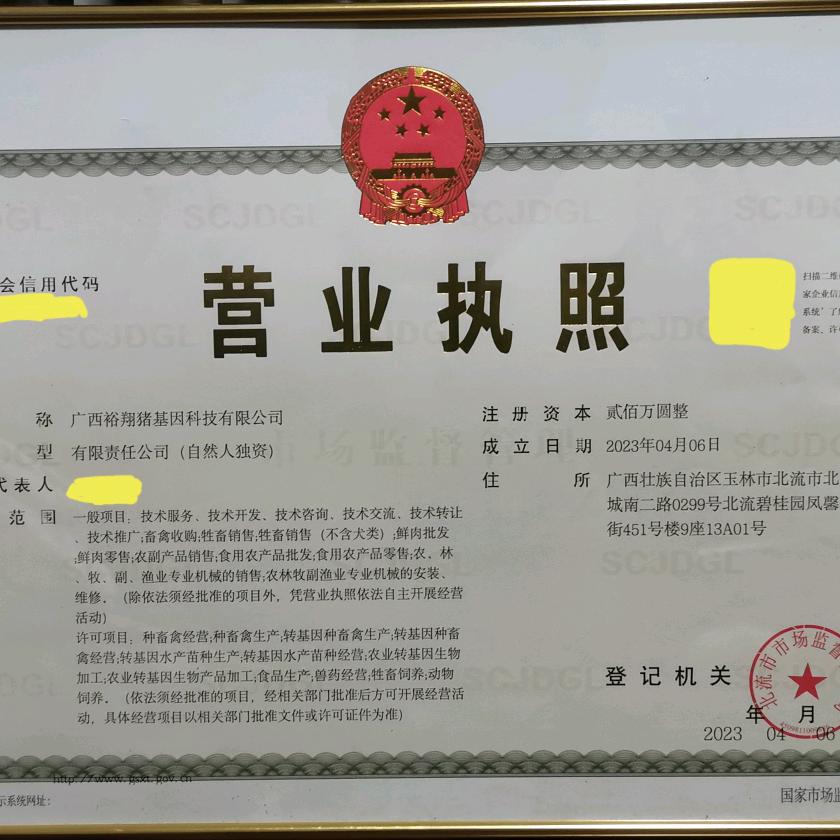 会信用代码
营业执照
扫描二维
家企业信
系统'了
备案、许
称 广西裕翔猪基因科技有限公司
型 有限责任公司（自然人独资）
代表人
范围 一般项目：技术服务、技术开发、技术咨询、技术交流、技术转让
、技术推广;畜禽收购;牲畜销售;牲畜销售（不含犬类）;鲜肉批发
;鲜肉零售;农副产品销售;食用农产品批发;食用农产品零售;农、林
、牧、副、渔业专业机械的销售;农林牧副渔业专业机械的安装、
维修。（除依法须经批准的项目外，凭营业执照依法自主开展经营
活动）
许可项目：种畜禽经营;种畜禽生产;转基因种畜禽生产;转基因种畜
禽经营;转基因水产苗种生产;转基因水产苗种经营;农业转基因生物
加工;农业转基因生物产品加工;食品生产;兽药经营;牲畜饲养;动物
饲养。（依法须经批准的项目，经相关部门批准后方可开展经营活
动，具体经营项目以相关部门批准文件或许可证件为准）
注册资本 贰佰万圆整
成立日期 2023年04月06日
住所 广西壮族自治区玉林市北流市北
城南二路0299号北流碧桂园凤馨
街451号楼9座13A01号
登记机关
北流市市场监督
年 月
2023 04 06
http://www.gsxt.gov.cn
示系统网址：
国家市场监
SCJDGL
市场监督管理